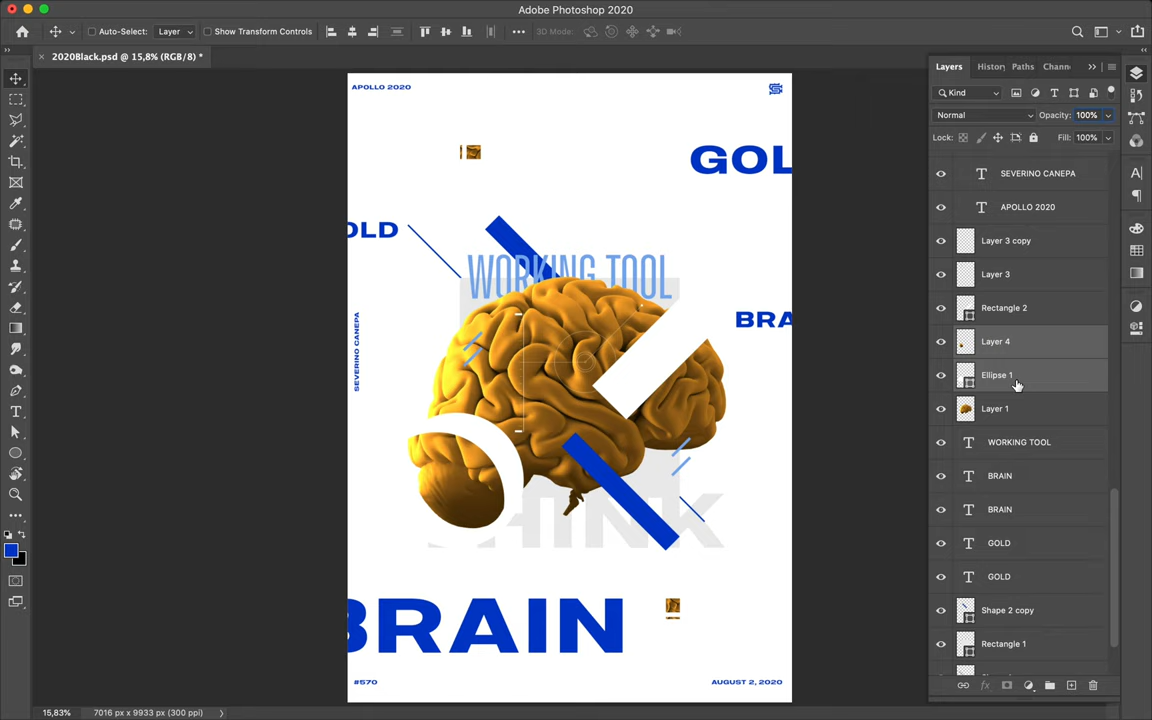 Adobe Photoshop 2020
Auto-Select:
Layer
Show Transform Controls
3D Mode:
2020Black.psd @ 15,8% (RGB/8) *
Layers
History
Paths
Chann
Kind
Normal
Opacity:
100%
Lock:
Fill:
100%
SEVERINO CANEPA
APOLLO 2020
Layer 3 copy
Layer 3
Rectangle 2
Layer 4
Ellipse 1
Layer 1
WORKING TOOL
BRAIN
BRAIN
GOLD
GOLD
Shape 2 copy
Rectangle 1
APOLLO 2020
GOL
OLD
WORKING TOOL
BRA
SEVERINO CANEPA
HINK
BRAIN
#570
AUGUST 2, 2020
15,83%
7016 px x 9933 px (300 ppi)